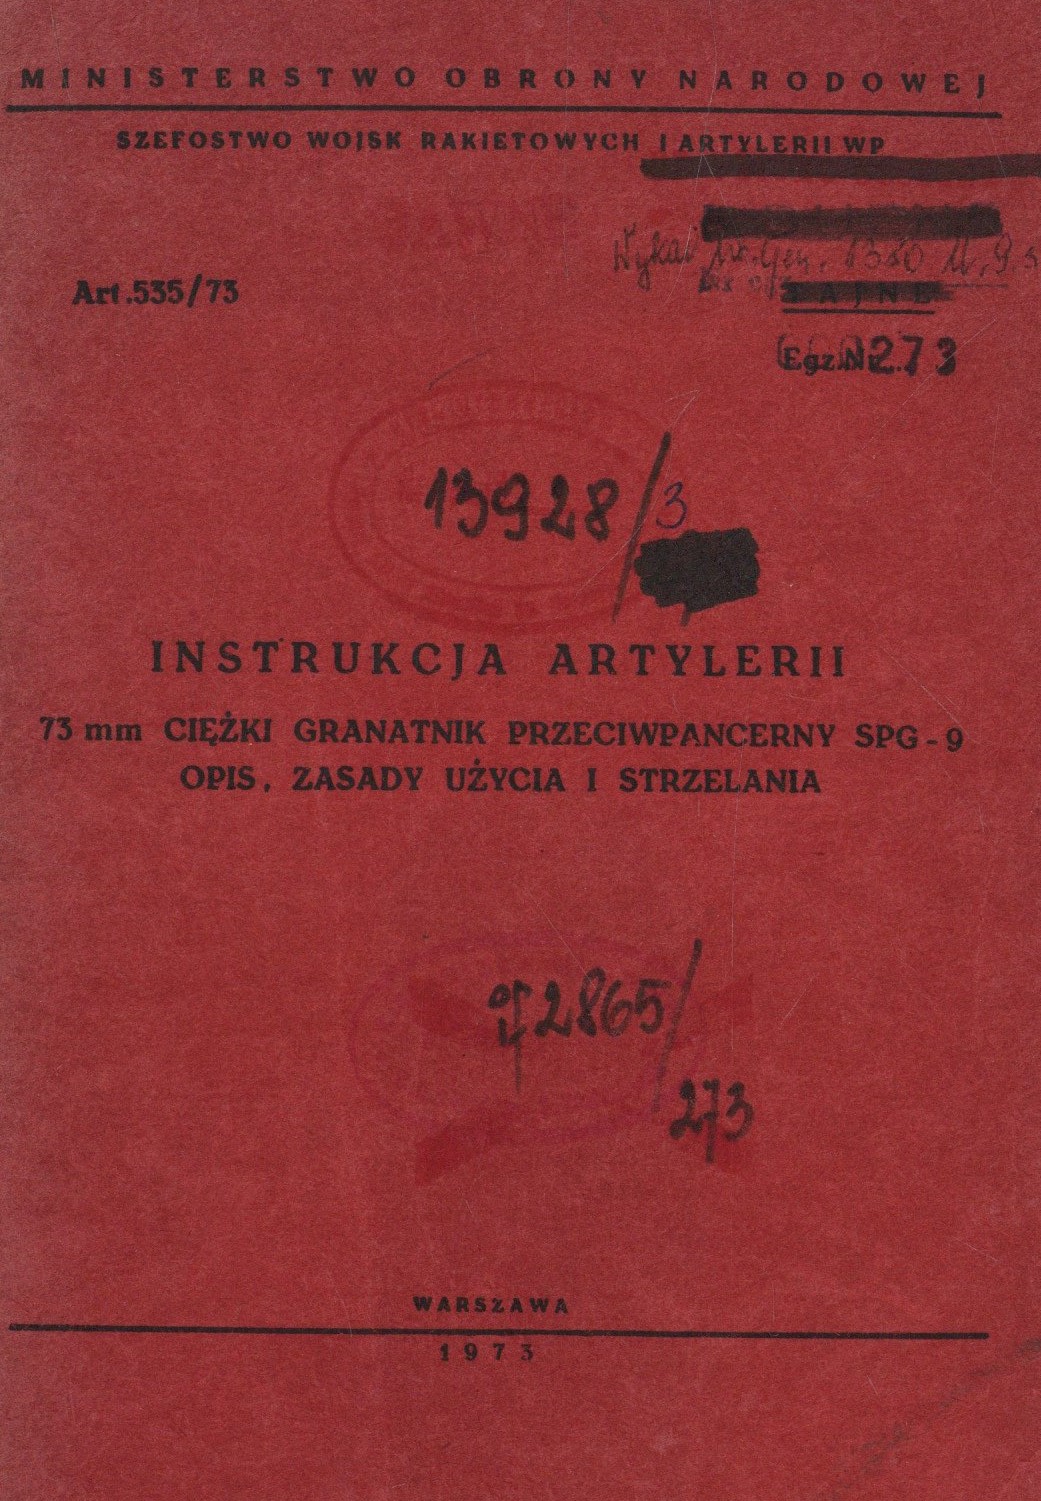 MINISTERSTWO OBRONY NARODOWEJ
SZEFOSTWO WOJSK RAKIETOWYCH I ARTYLERII WP
Art.535/73
TAJNE
Egz.Nr 273
13928/3
INSTRUKCJA ARTYLERII
73 mm CIĘŻKI GRANATNIK PRZECIWPANCERNY SPG-9
OPIS, ZASADY UŻYCIA I STRZELANIA
2865/
273
WARSZAWA
1973